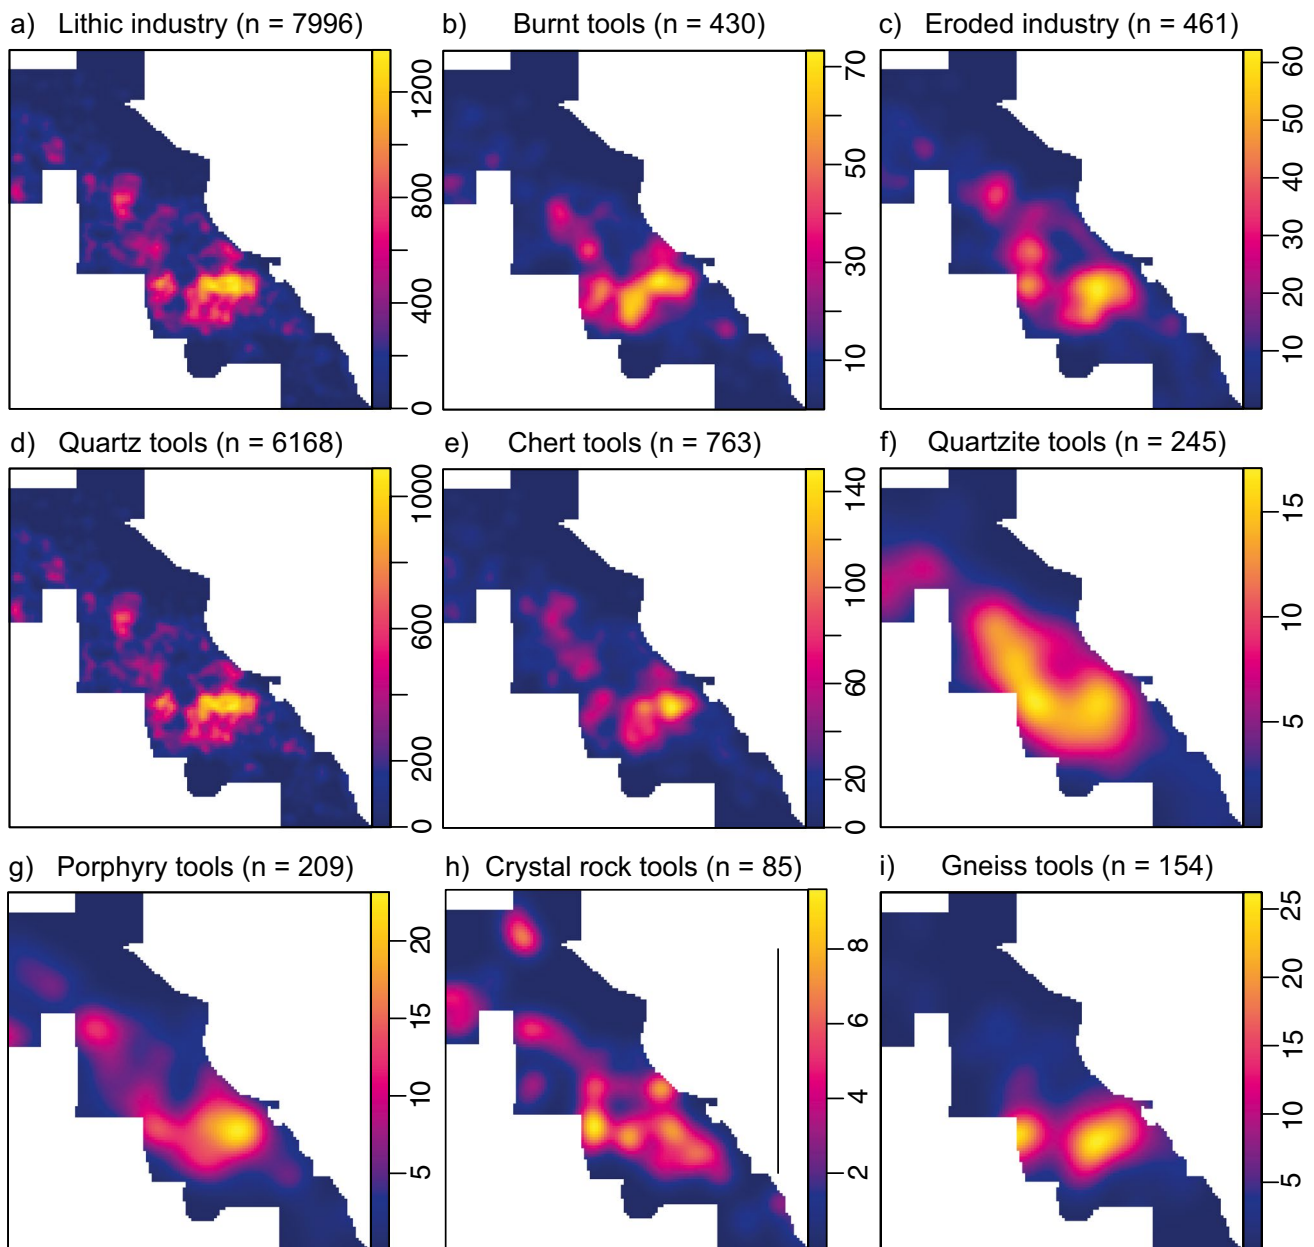 a) Lithic industry (n = 7996)
b) Burnt tools (n = 430)
c) Eroded industry (n = 461)
0 400 800 1200
10 30 50 70
10 20 30 40 50 60
d) Quartz tools (n = 6168)
e) Chert tools (n = 763)
f) Quartzite tools (n = 245)
0 200 600 1000
0 20 60 100 140
5 10 15
g) Porphyry tools (n = 209)
h) Crystal rock tools (n = 85)
i) Gneiss tools (n = 154)
5 10 15 20
2 4 6 8
5 10 15 20 25